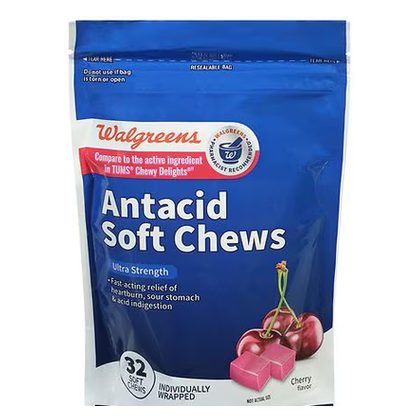 TEAR HERE
RESEALABLE BAG
TEAR HERE
Do not use if bag
is torn or open
Walgreens
WALGREENS
PHARMACIST RECOMMENDED
W
Compare to the active ingredient
in TUMS® Chewy Delights®††
Antacid
Soft Chews
Ultra Strength
• Fast-acting relief of
heartburn, sour stomach
& acid indigestion
32
SOFT
CHEWS
INDIVIDUALLY
WRAPPED
NOT ACTUAL SIZE
Cherry
flavor